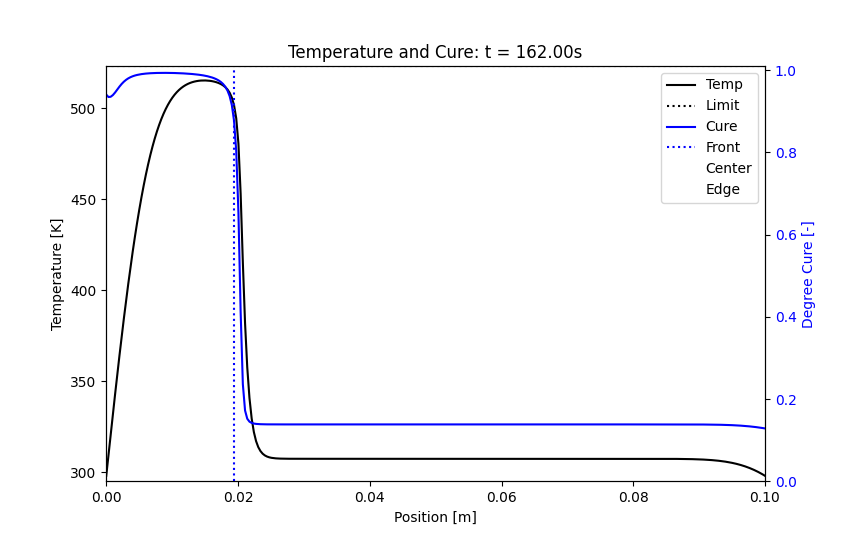 Temperature and Cure: t = 162.00s
Temperature [K]
500
450
400
350
300
Temp
Limit
Cure
Front
Center
Edge
1.0
0.8
0.6
0.4
0.2
0.0
Degree Cure [-]
0.00
0.02
0.04
0.06
0.08
0.10
Position [m]